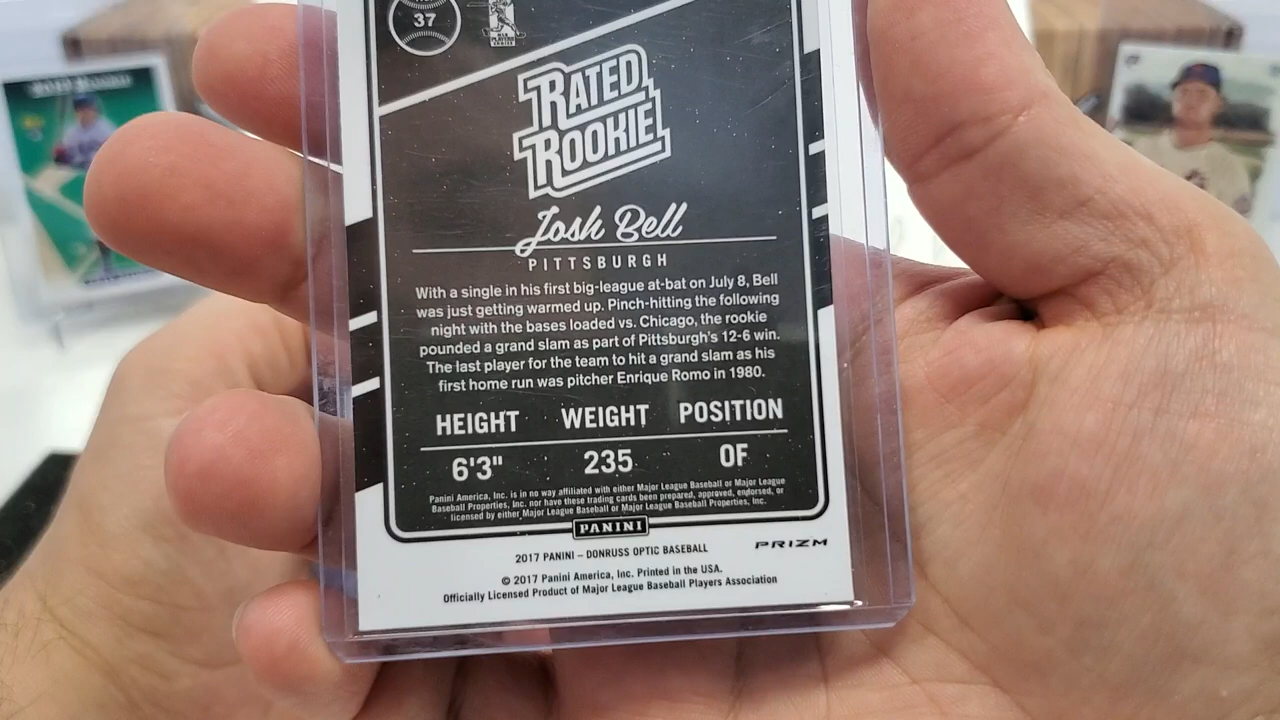 37
RATED
ROOKIE
Josh Bell
PITTSBURGH
With a single in his first big-league at-bat on July 8, Bell
was just getting warmed up. Pinch-hitting the following
night with the bases loaded vs. Chicago, the rookie
pounded a grand slam as part of Pittsburgh's 12-6 win.
The last player for the team to hit a grand slam as his
first home run was pitcher Enrique Romo in 1980.
HEIGHT WEIGHT POSITION
6'3" 235 OF
Panini America, Inc. is in no way affiliated with either Major League Baseball or Major League
Baseball Properties, Inc. nor have these trading cards been prepared, approved, endorsed, or
licensed by either Major League Baseball or Major League Baseball Properties, Inc.
PANINI
2017 PANINI – DONRUSS OPTIC BASEBALL
PRIZM
© 2017 Panini America, Inc. Printed in the USA.
Officially Licensed Product of Major League Baseball Players Association